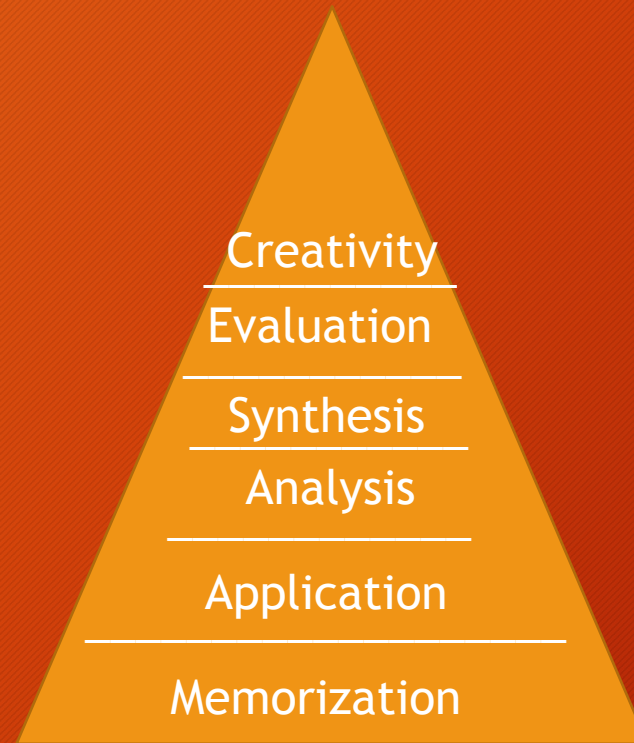 Creativity
Evaluation
Synthesis
Analysis
Application
Memorization